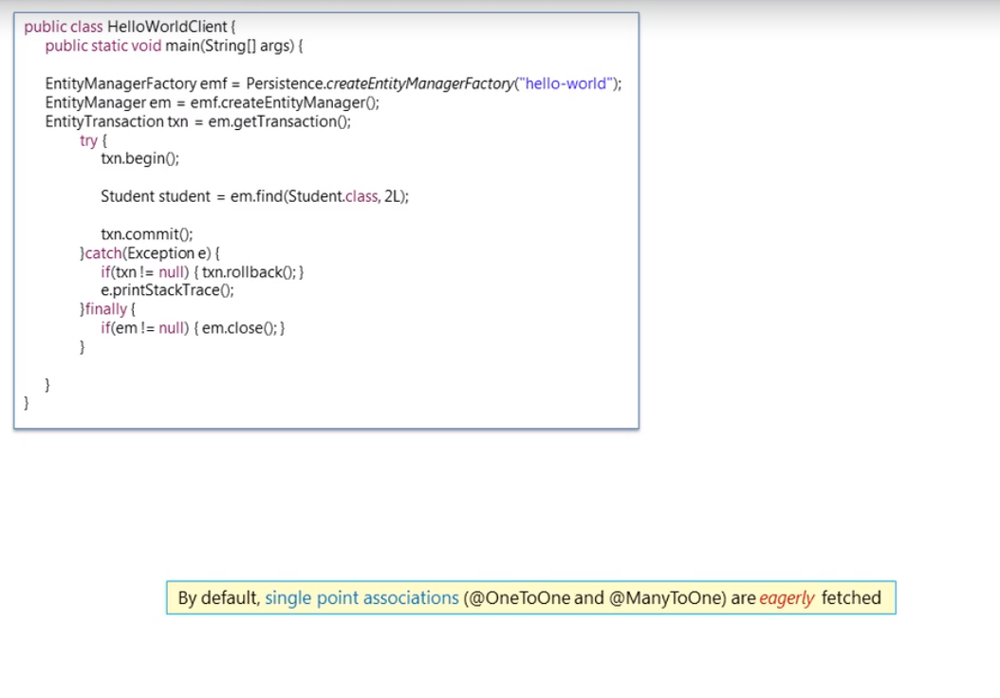 public class HelloWorldClient {
public static void main(String[] args) {
EntityManagerFactory emf = Persistence.createEntityManagerFactory("hello-world");
EntityManager em = emf.createEntityManager();
EntityTransaction txn = em.getTransaction();
try {
txn.begin();
Student student = em.find(Student.class, 2L);
txn.commit();
}catch(Exception e) {
if(txn != null) { txn.rollback(); }
e.printStackTrace();
}finally {
if(em != null) { em.close(); }
}
}
}
By default, single point associations (@OneToOne and @ManyToOne) are eagerly fetched